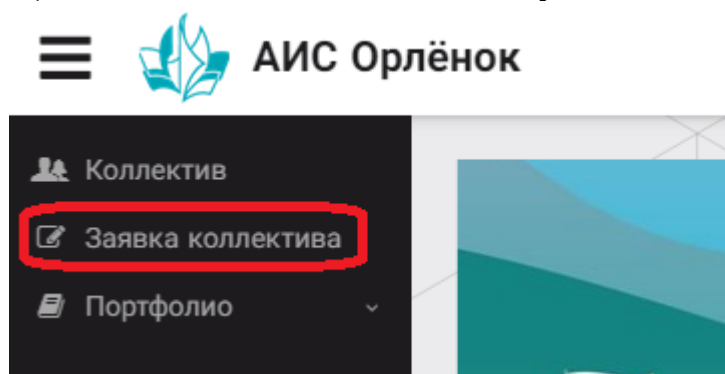 АИС Орлёнок
Коллектив
Заявка коллектива
Портфолио